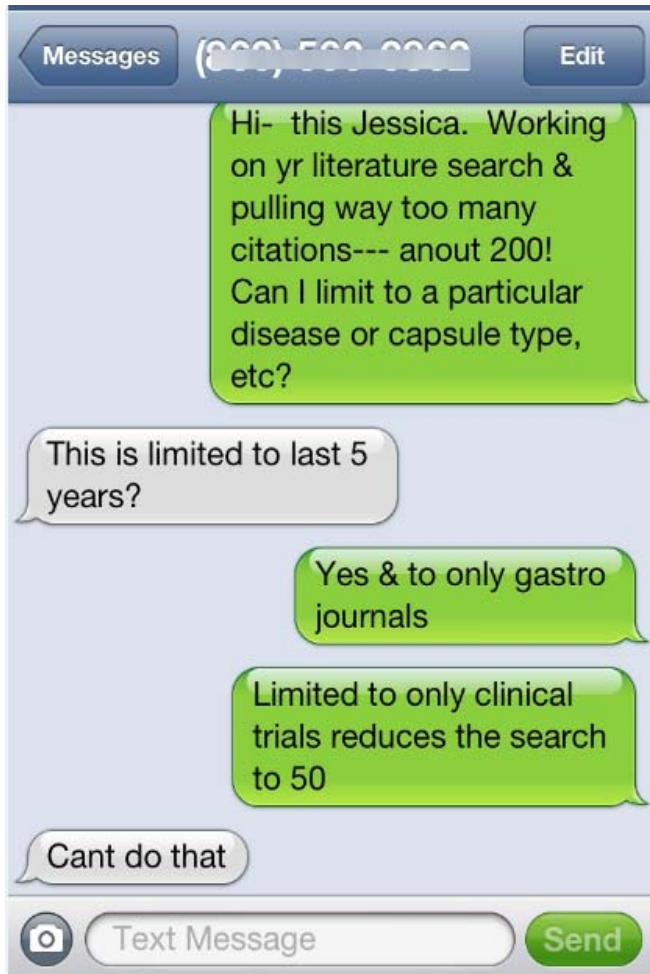 Messages
Edit
Hi- this Jessica. Working
on yr literature search &
pulling way too many
citations--- anout 200!
Can I limit to a particular
disease or capsule type,
etc?
This is limited to last 5
years?
Yes & to only gastro
journals
Limited to only clinical
trials reduces the search
to 50
Cant do that
Text Message
Send